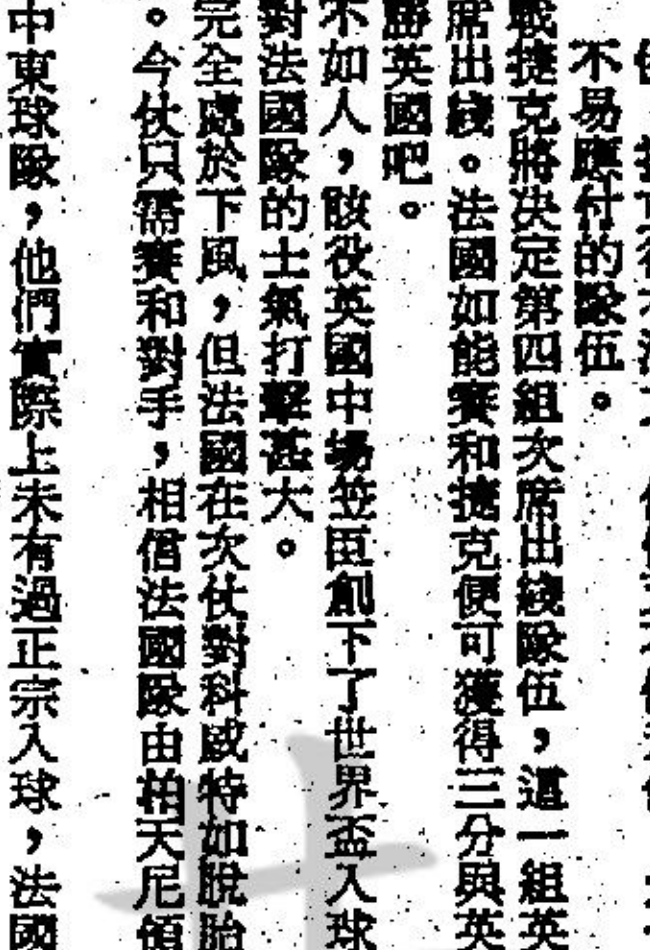 不易應付的隊伍。
戰捷克將決定第四組次席出綫隊伍,這一組英
席出綫。法國如能賽和捷克便可獲得三分與英
勝英國吧。
不如人,該役英國中場笠臣創下了世界盃入球
對法國隊的士氣打擊甚大。
完全處於下風,但法國在次仗對科威特如脫胎
。今仗只需賽和對手,相信法國隊由柏天尼領
中東球隊,他們實際上未有過正宗入球,法國